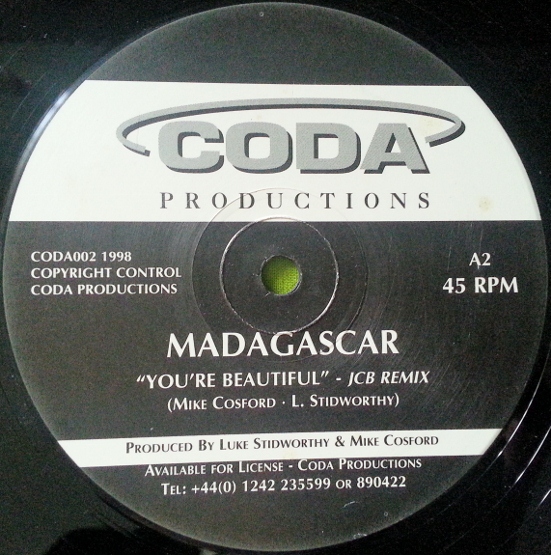 CODA
PRODUCTIONS
CODA002 1998
COPYRIGHT CONTROL
CODA PRODUCTIONS
A2
45 RPM
MADAGASCAR
"YOU'RE BEAUTIFUL" - JCB REMIX
(MIKE COSFORD · L. STIDWORTHY)
PRODUCED BY LUKE STIDWORTHY & MIKE COSFORD
AVAILABLE FOR LICENSE - CODA PRODUCTIONS
TEL: +44(0) 1242 235599 OR 890422